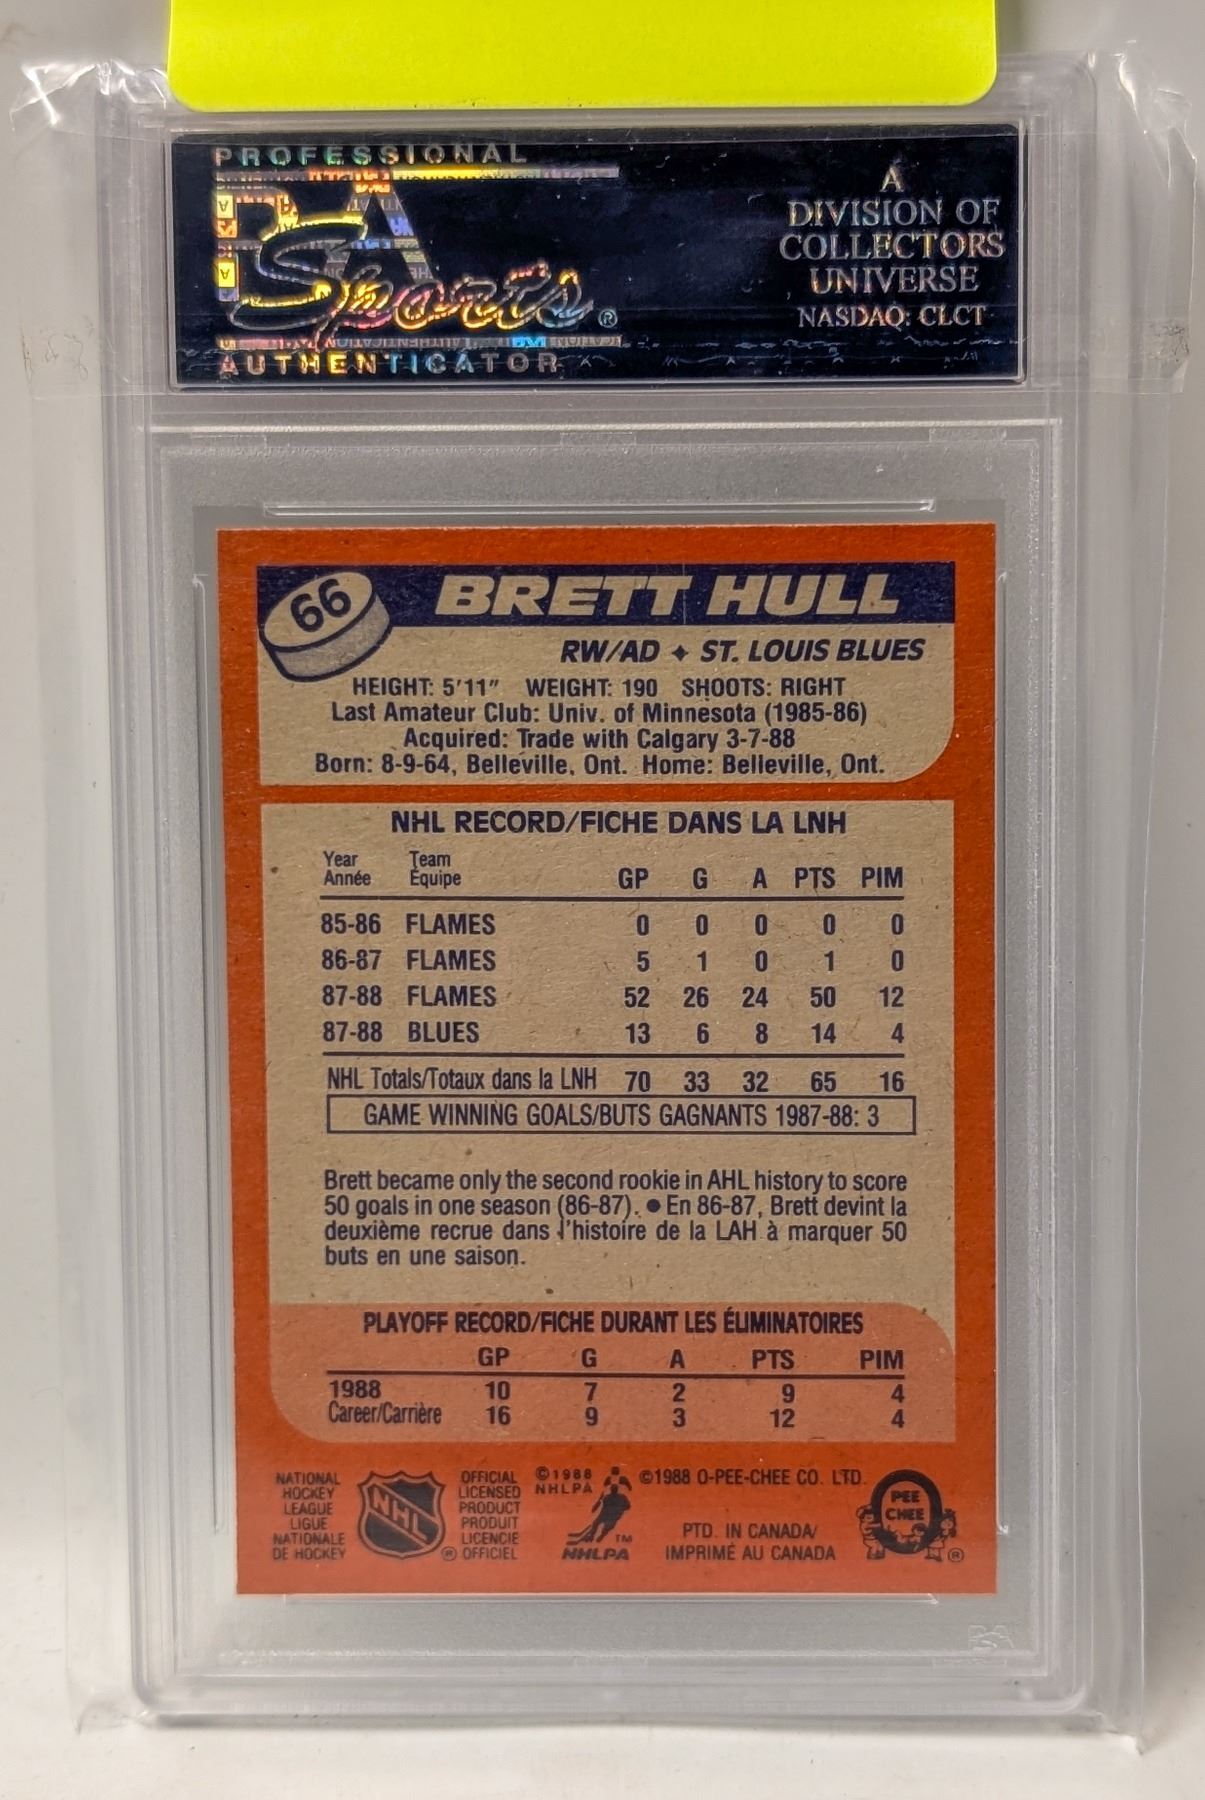 PROFESSIONAL
PSA
Sports®
AUTHENTICATOR
A
DIVISION OF
COLLECTORS
UNIVERSE
NASDAQ: CLCT
66
BRETT HULL
RW/AD ✦ ST. LOUIS BLUES
HEIGHT: 5'11" WEIGHT: 190 SHOOTS: RIGHT
Last Amateur Club: Univ. of Minnesota (1985-86)
Acquired: Trade with Calgary 3-7-88
Born: 8-9-64, Belleville, Ont. Home: Belleville, Ont.
NHL RECORD/FICHE DANS LA LNH
Year Team
Année Équipe GP G A PTS PIM
85-86 FLAMES 0 0 0 0 0
86-87 FLAMES 5 1 0 1 0
87-88 FLAMES 52 26 24 50 12
87-88 BLUES 13 6 8 14 4
NHL Totals/Totaux dans la LNH 70 33 32 65 16
GAME WINNING GOALS/BUTS GAGNANTS 1987-88: 3
Brett became only the second rookie in AHL history to score
50 goals in one season (86-87). ● En 86-87, Brett devint la
deuxième recrue dans l'histoire de la LAH à marquer 50
buts en une saison.
PLAYOFF RECORD/FICHE DURANT LES ÉLIMINATOIRES
GP G A PTS PIM
1988 10 7 2 9 4
Career/Carrière 16 9 3 12 4
NATIONAL
HOCKEY
LEAGUE
LIGUE
NATIONALE
DE HOCKEY
NHL
®
OFFICIAL
LICENSED
PRODUCT
PRODUIT
LICENCIE
OFFICIEL
©1988
NHLPA
TM
NHLPA
©1988 O-PEE-CHEE CO. LTD.
PTD. IN CANADA/
IMPRIMÉ AU CANADA
O
PEE
CHEE
®
PSA